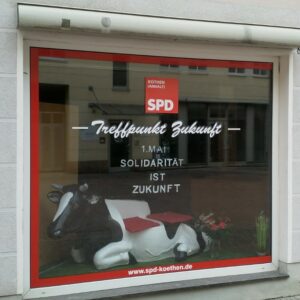 KÖTHEN
(ANHALT)
SPD
— Treffpunkt Zukunft —
1. MAI
SOLIDARITÄT
IST
ZUKUNFT
www.spd-koethen.de